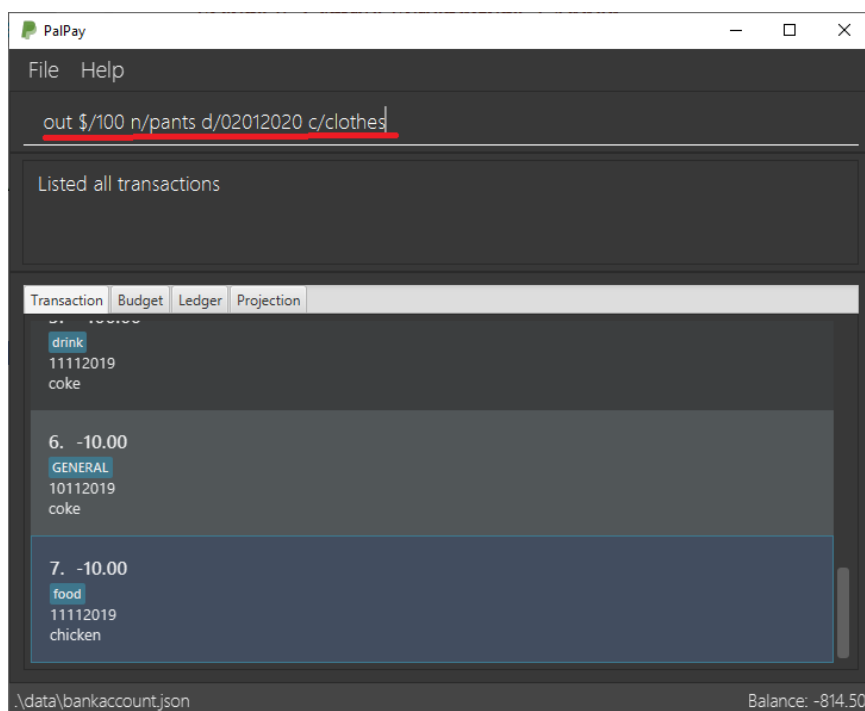 PalPay
File Help
out $/100 n/pants d/02012020 c/clothes
Listed all transactions
Transaction Budget Ledger Projection
drink
11112019
coke
6. -10.00
GENERAL
10112019
coke
7. -10.00
food
11112019
chicken
.\data\bankaccount.json Balance: -814.50